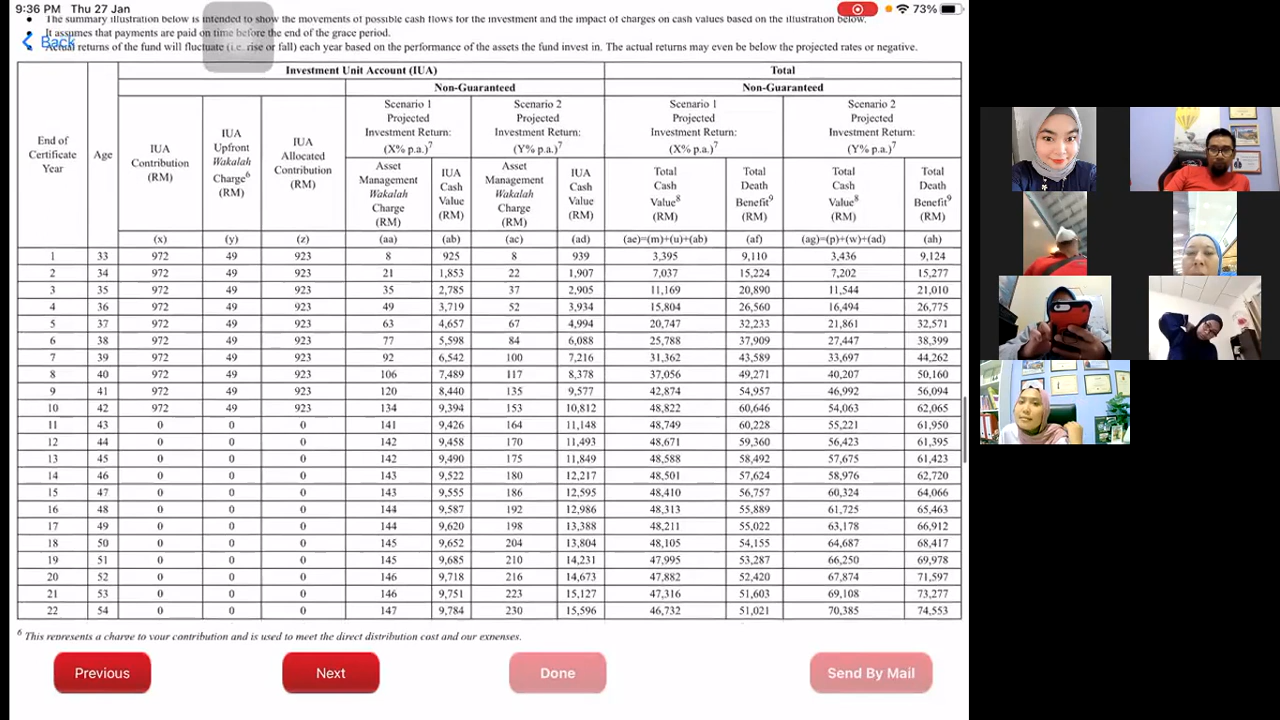 9:36 PM Thu 27 Jan
73%
• The summary illustration below is intended to show the movements of possible cash flows for the investment and the impact of charges on cash values based on the illustration below.
• It assumes that payments are paid on time before the end of the grace period.
Back
• Actual returns of the fund will fluctuate (i.e. rise or fall) each year based on the performance of the assets the fund invest in. The actual returns may even be below the projected rates or negative.
Investment Unit Account (IUA) Total
Non-Guaranteed Non-Guaranteed
End of Certificate Year
Age
IUA Contribution (RM)
IUA Upfront Wakalah Charge6 (RM)
IUA Allocated Contribution (RM)
Scenario 1 Projected Investment Return: (X% p.a.)7
Scenario 2 Projected Investment Return: (Y% p.a.)7
Scenario 1 Projected Investment Return: (X% p.a.)7
Scenario 2 Projected Investment Return: (Y% p.a.)7
Asset Management Wakalah Charge (RM)
IUA Cash Value (RM)
Asset Management Wakalah Charge (RM)
IUA Cash Value (RM)
Total Cash Value8 (RM)
Total Death Benefit9 (RM)
Total Cash Value8 (RM)
Total Death Benefit9 (RM)
(x) (y) (z) (aa) (ab) (ac) (ad) (ae)=(m)+(u)+(ab) (af) (ag)=(p)+(w)+(ad) (ah)
1 33 972 49 923 8 925 8 939 3,395 9,110 3,436 9,124
2 34 972 49 923 21 1,853 22 1,907 7,037 15,224 7,202 15,277
3 35 972 49 923 35 2,785 37 2,905 11,169 20,890 11,544 21,010
4 36 972 49 923 49 3,719 52 3,934 15,804 26,560 16,494 26,775
5 37 972 49 923 63 4,657 67 4,994 20,747 32,233 21,861 32,571
6 38 972 49 923 77 5,598 84 6,088 25,788 37,909 27,447 38,399
7 39 972 49 923 92 6,542 100 7,216 31,362 43,589 33,697 44,262
8 40 972 49 923 106 7,489 117 8,378 37,056 49,271 40,207 50,160
9 41 972 49 923 120 8,440 135 9,577 42,874 54,957 46,992 56,094
10 42 972 49 923 134 9,394 153 10,812 48,822 60,646 54,063 62,065
11 43 0 0 0 141 9,426 164 11,148 48,749 60,228 55,221 61,950
12 44 0 0 0 142 9,458 170 11,493 48,671 59,360 56,423 61,395
13 45 0 0 0 142 9,490 175 11,849 48,588 58,492 57,675 61,423
14 46 0 0 0 143 9,522 180 12,217 48,501 57,624 58,976 62,720
15 47 0 0 0 143 9,555 186 12,595 48,410 56,757 60,324 64,066
16 48 0 0 0 144 9,587 192 12,986 48,313 55,889 61,725 65,463
17 49 0 0 0 144 9,620 198 13,388 48,211 55,022 63,178 66,912
18 50 0 0 0 145 9,652 204 13,804 48,105 54,155 64,687 68,417
19 51 0 0 0 145 9,685 210 14,231 47,995 53,287 66,250 69,978
20 52 0 0 0 146 9,718 216 14,673 47,882 52,420 67,874 71,597
21 53 0 0 0 146 9,751 223 15,127 47,316 51,603 69,108 73,277
22 54 0 0 0 147 9,784 230 15,596 46,732 51,021 70,385 74,553
6 This represents a charge to your contribution and is used to meet the direct distribution cost and our expenses.
Previous Next Done Send By Mail